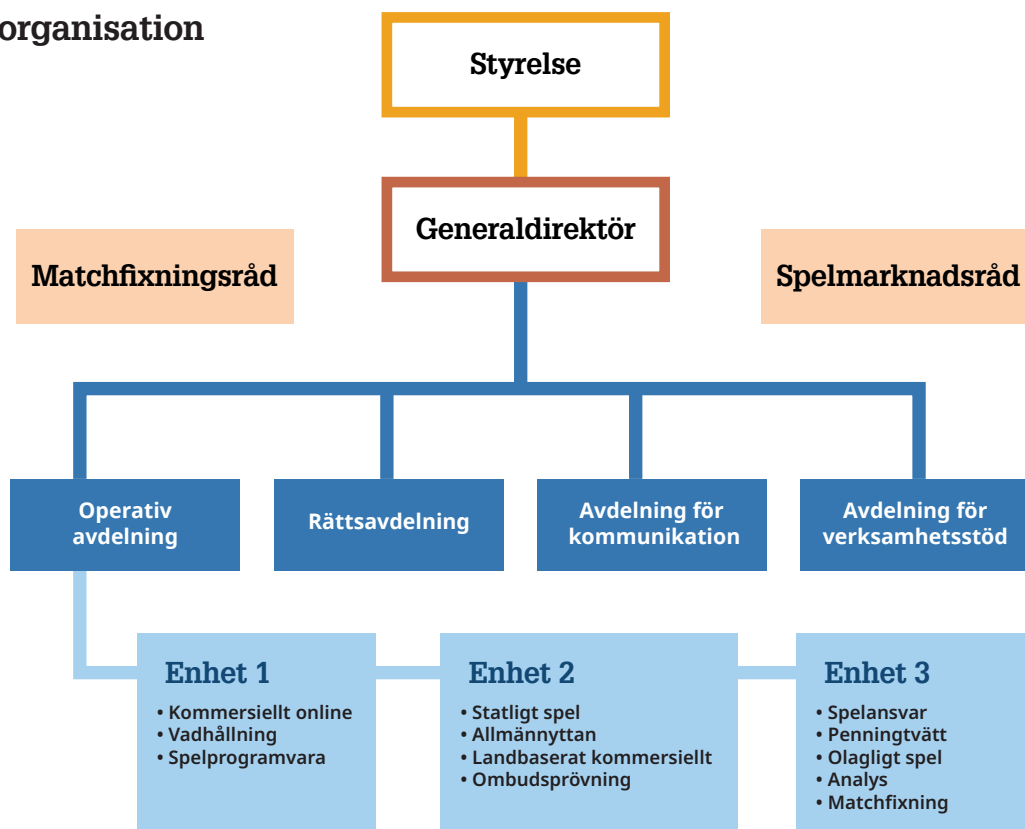 organisation
Styrelse
Generaldirektör
Matchfixningsråd
Spelmarknadsråd
Operativ
avdelning
Rättsavdelning
Avdelning för
kommunikation
Avdelning för
verksamhetsstöd
Enhet 1
• Kommersiellt online
• Vadhållning
• Spelprogramvara
Enhet 2
• Statligt spel
• Allmännyttan
• Landbaserat kommersiellt
• Ombudsprövning
Enhet 3
• Spelansvar
• Penningtvätt
• Olagligt spel
• Analys
• Matchfixning